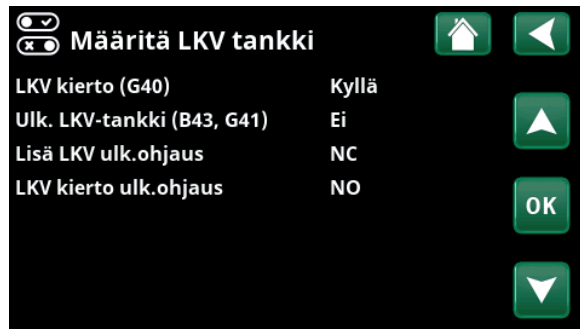 Määritä LKV tankki
LKV kierto (G40) Kyllä
Ulk. LKV-tankki (B43, G41) Ei
Lisä LKV ulk.ohjaus NC
LKV kierto ulk.ohjaus NO
OK